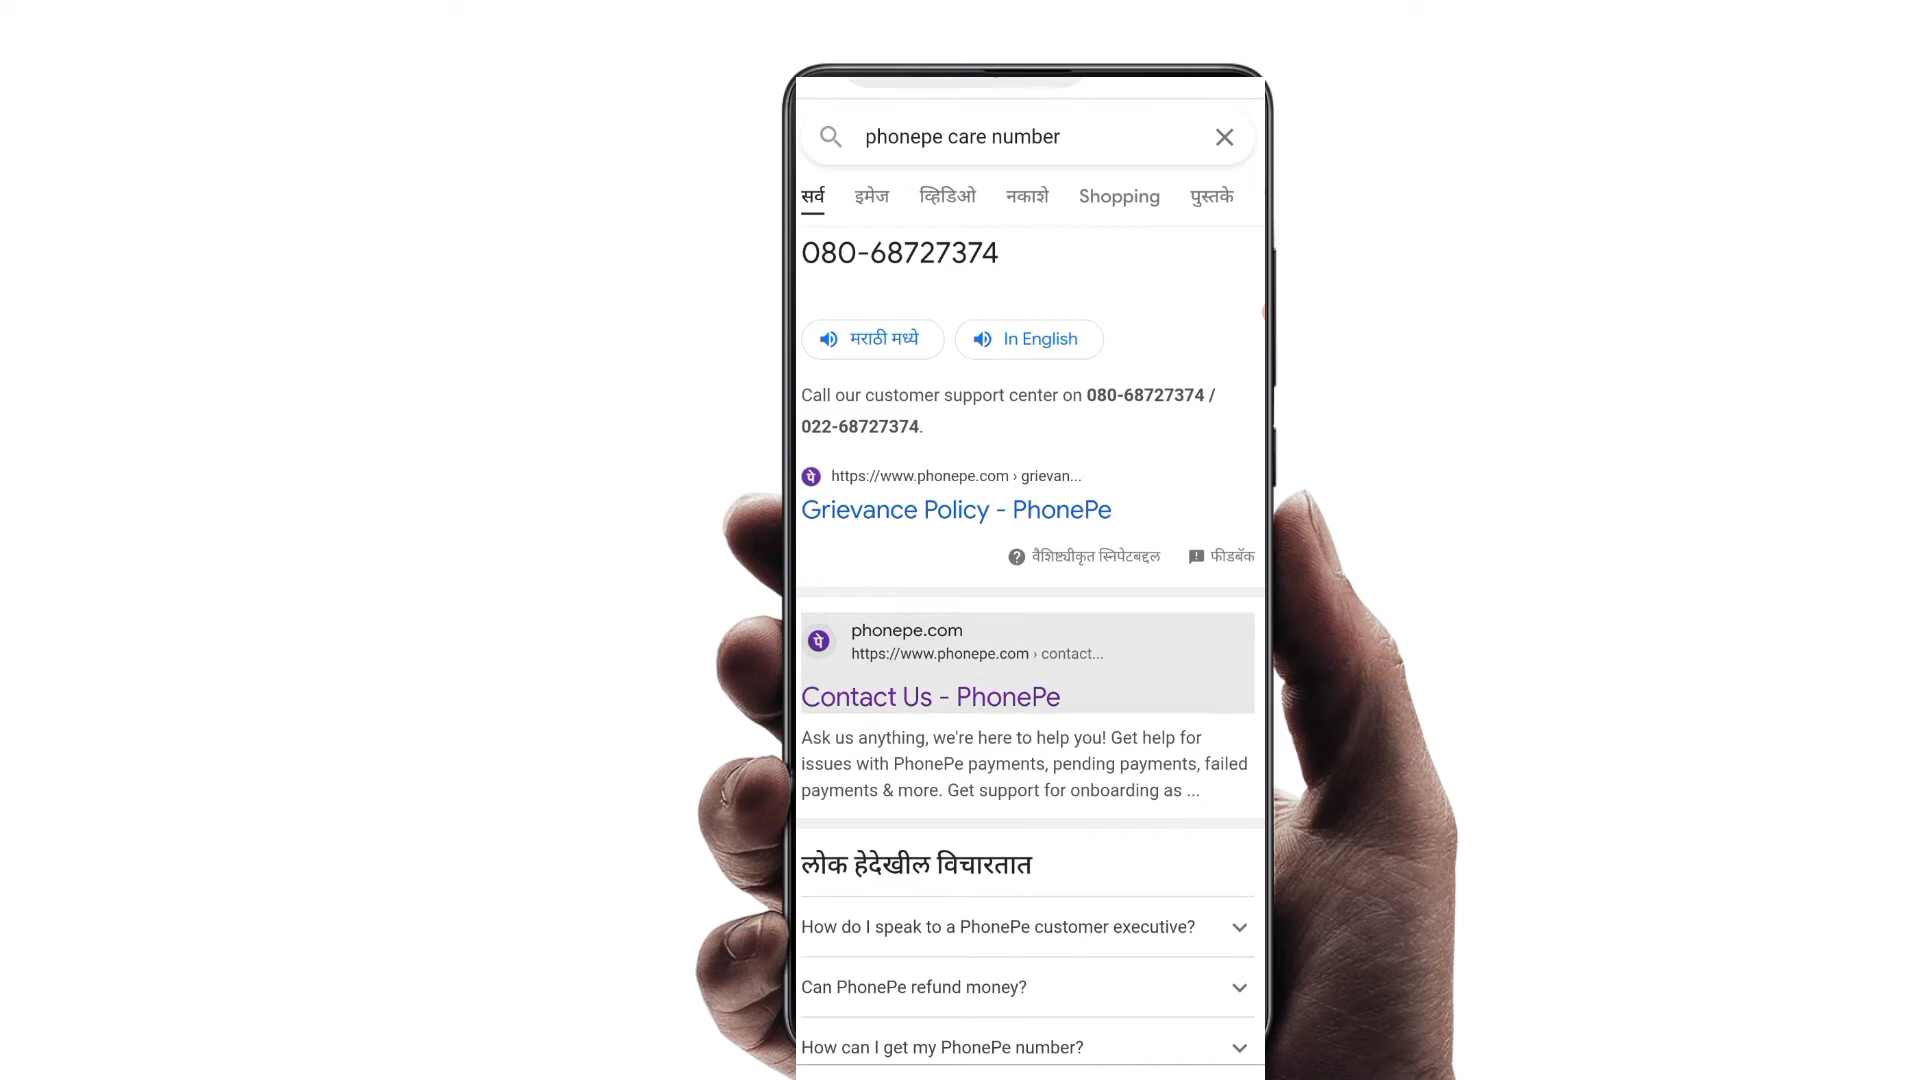 phonepe care number
सर्व इमेज व्हिडिओ नकाशे Shopping पुस्तके
080-68727374
मराठी मध्ये In English
Call our customer support center on 080-68727374 /
022-68727374.
पे https://www.phonepe.com › grievan...
Grievance Policy - PhonePe
वैशिष्ट्यीकृत स्निपेटबद्दल फीडबॅक
पे phonepe.com
https://www.phonepe.com › contact...
Contact Us - PhonePe
Ask us anything, we're here to help you! Get help for
issues with PhonePe payments, pending payments, failed
payments & more. Get support for onboarding as ...
लोक हेदेखील विचारतात
How do I speak to a PhonePe customer executive?
Can PhonePe refund money?
How can I get my PhonePe number?